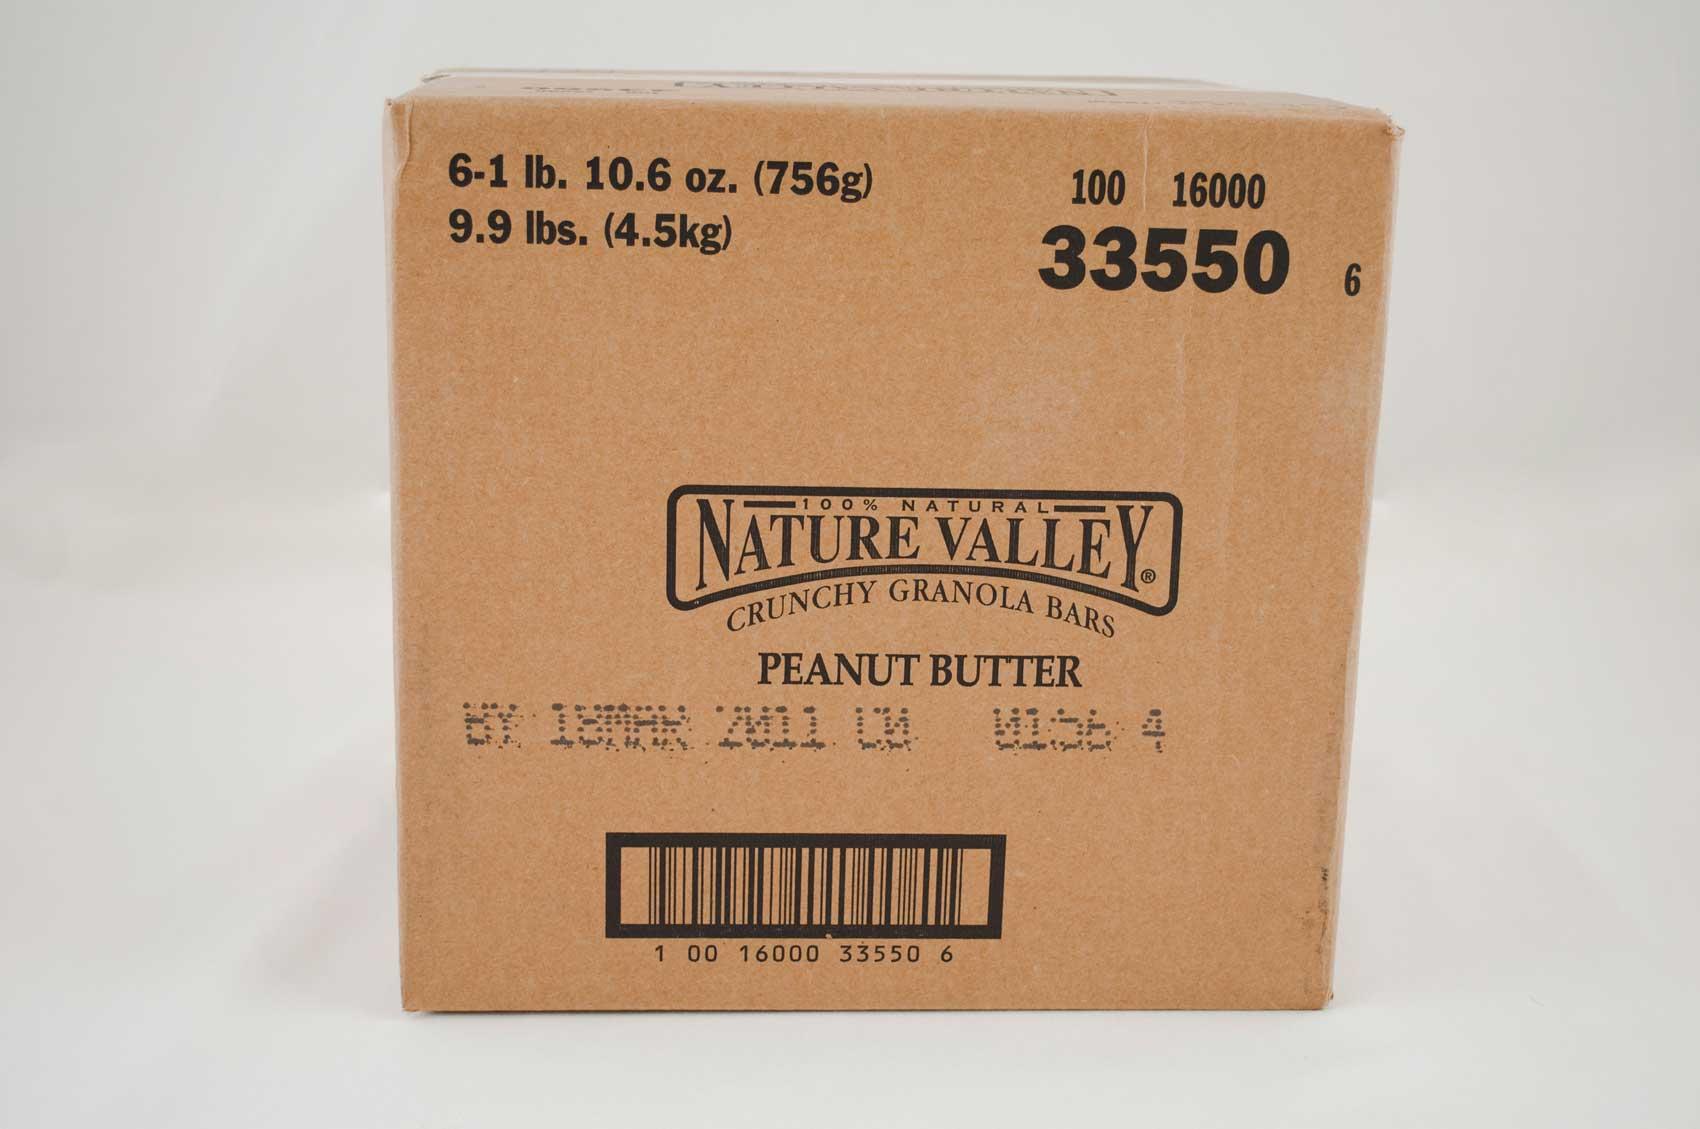 6-1 lb. 10.6 oz. (756g)
9.9 lbs. (4.5kg)
100 16000
33550 6
100% NATURAL
NATURE VALLEY®
CRUNCHY GRANOLA BARS
PEANUT BUTTER
2011
1 00 16000 33550 6